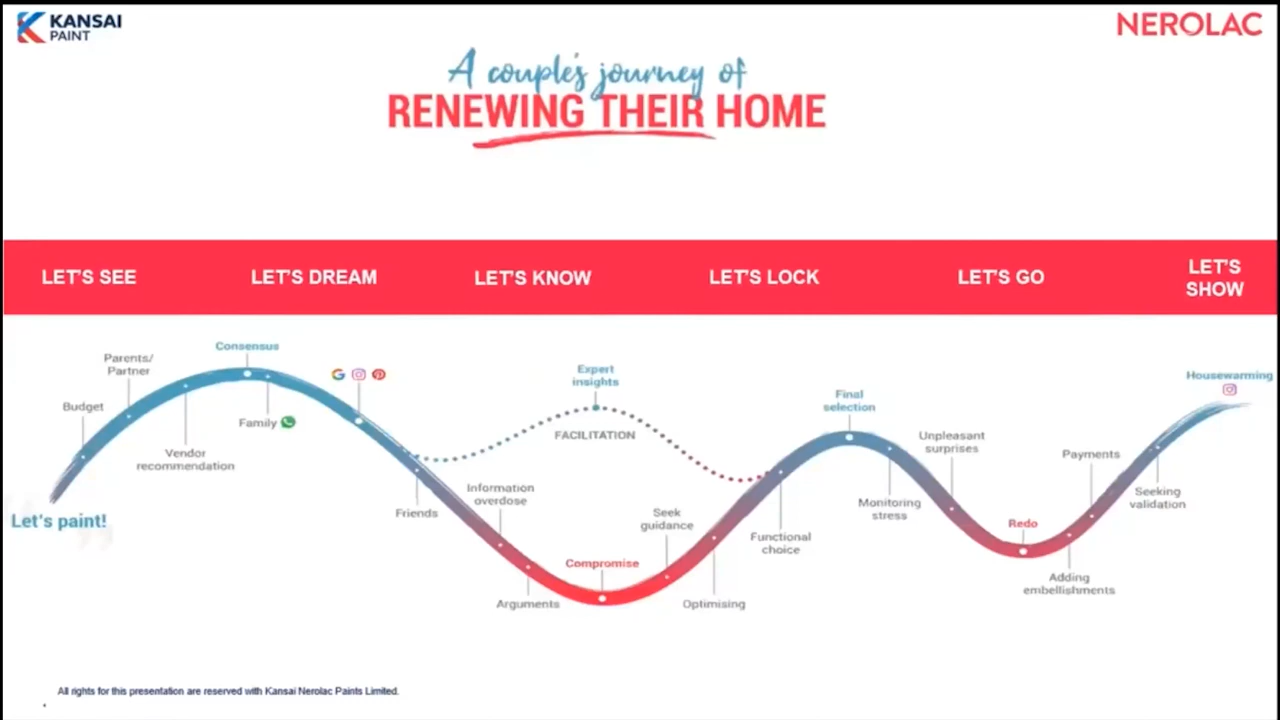 KANSAI
PAINT
NEROLAC
A couple's journey of
RENEWING THEIR HOME
LET'S SEE
LET'S DREAM
LET'S KNOW
LET'S LOCK
LET'S GO
LET'S
SHOW
Let's paint!
Budget
Parents/
Partner
Vendor
recommendation
Consensus
Family
Friends
Information
overdose
Arguments
Compromise
Expert
insights
FACILITATION
Seek
guidance
Optimising
Functional
choice
Final
selection
Monitoring
stress
Unpleasant
surprises
Redo
Adding
embellishments
Payments
Seeking
validation
Housewarming
All rights for this presentation are reserved with Kansai Nerolac Paints Limited.